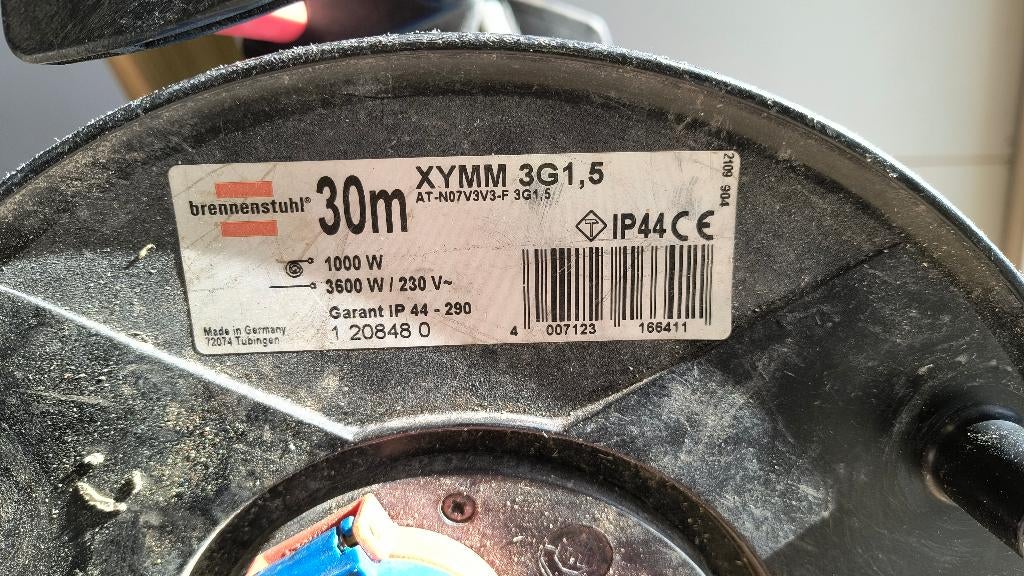 brennenstuhl®
30m
XYMM 3G1,5
AT-N07V3V3-F 3G1,5
2109 904
T
IP44 CE
1000 W
3600 W / 230 V~
Garant IP 44 - 290
1 20848 0
Made in Germany
72074 Tübingen
4 007123 166411